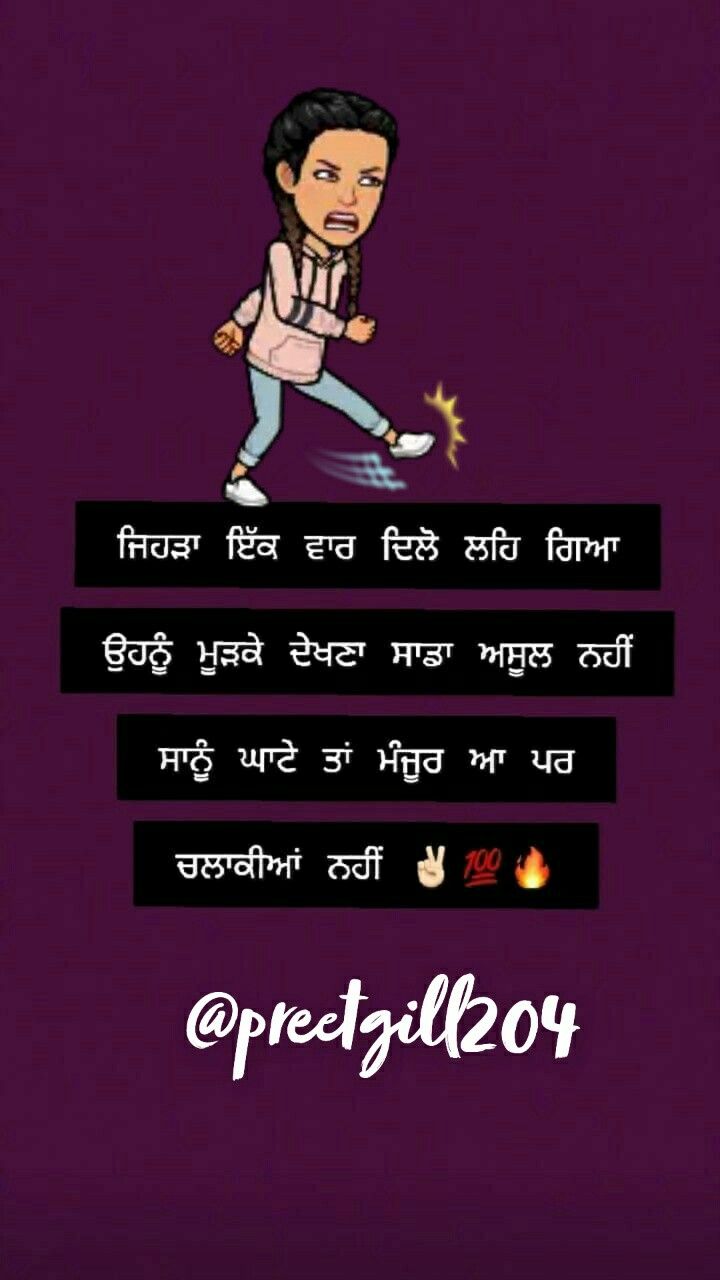 ਜਿਹੜਾ ਇੱਕ ਵਾਰ ਦਿਲੋ ਲਹਿ ਗਿਆ
ਉਹਨੂੰ ਮੂੜਕੇ ਦੇਖਣਾ ਸਾਡਾ ਅਸੂਲ ਨਹੀਂ
ਸਾਨੂੰ ਘਾਟੇ ਤਾਂ ਮੰਜੂਰ ਆ ਪਰ
ਚਲਾਕੀਆਂ ਨਹੀਂ ✌🏻💯🔥
@preetgill204